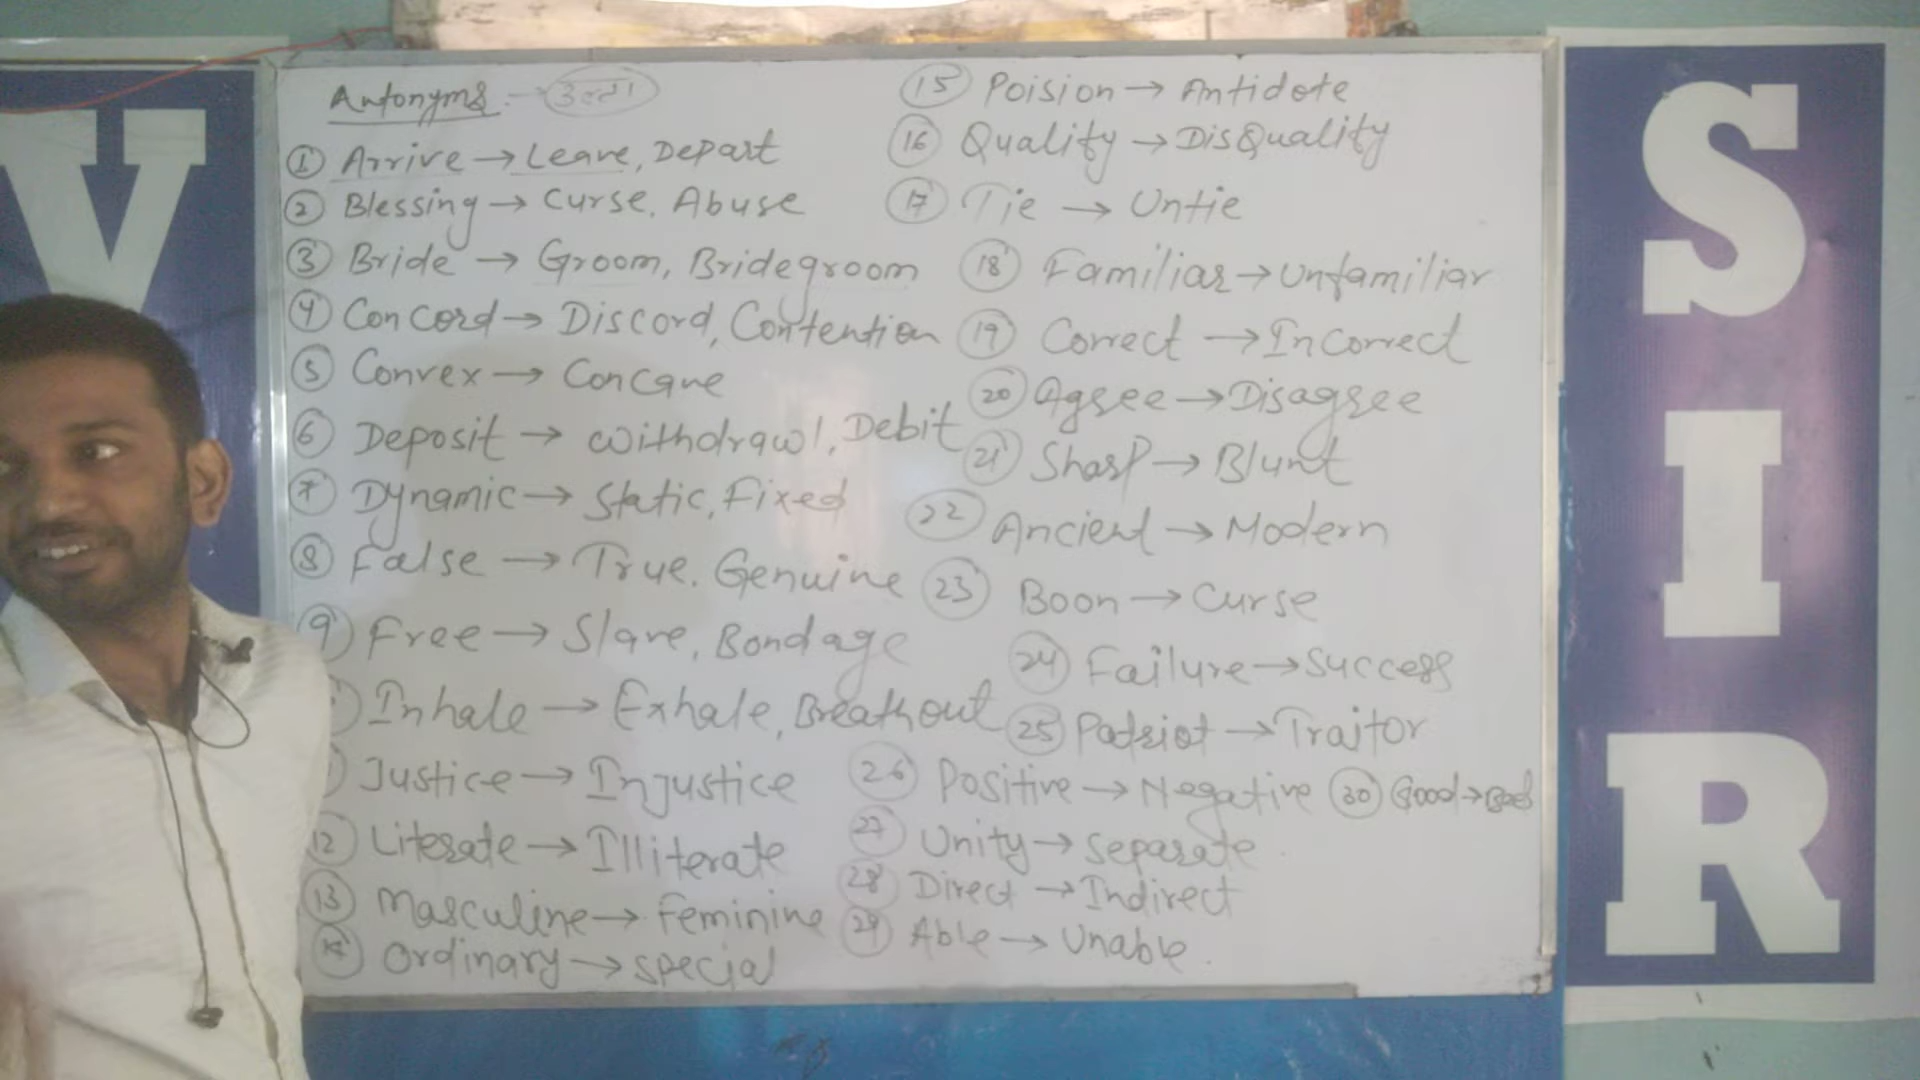 Antonyms → उल्टा
① Arrive → Leave, Depart
② Blessing → Curse, Abuse
③ Bride → Groom, Bridegroom
④ Concord → Discord, Contention
⑤ Convex → Concave
⑥ Deposit → withdrawl, Debit
⑦ Dynamic → Static, Fixed
⑧ False → True, Genuine
⑨ Free → Slave, Bondage
Inhale → Exhale, Breath out
Justice → Injustice
12 Literate → Illiterate
⑬ Masculine → Feminine
⑭ Ordinary → special
⑮ Poision → Antidote
⑯ Quality → DisQuality
⑰ Tie → Untie
⑱ Familiar → Unfamiliar
⑲ Correct → InCorrect
⑳ Agree → Disagree
㉑ Sharp → Blunt
㉒ Ancient → Modern
㉓ Boon → Curse
㉔ Failure → Success
㉕ Patriot → Traitor
㉖ Positive → Negative ㉚ Good → Bad
㉗ Unity → separate
㉘ Direct → Indirect
㉙ Able → Unable.
V
SIR